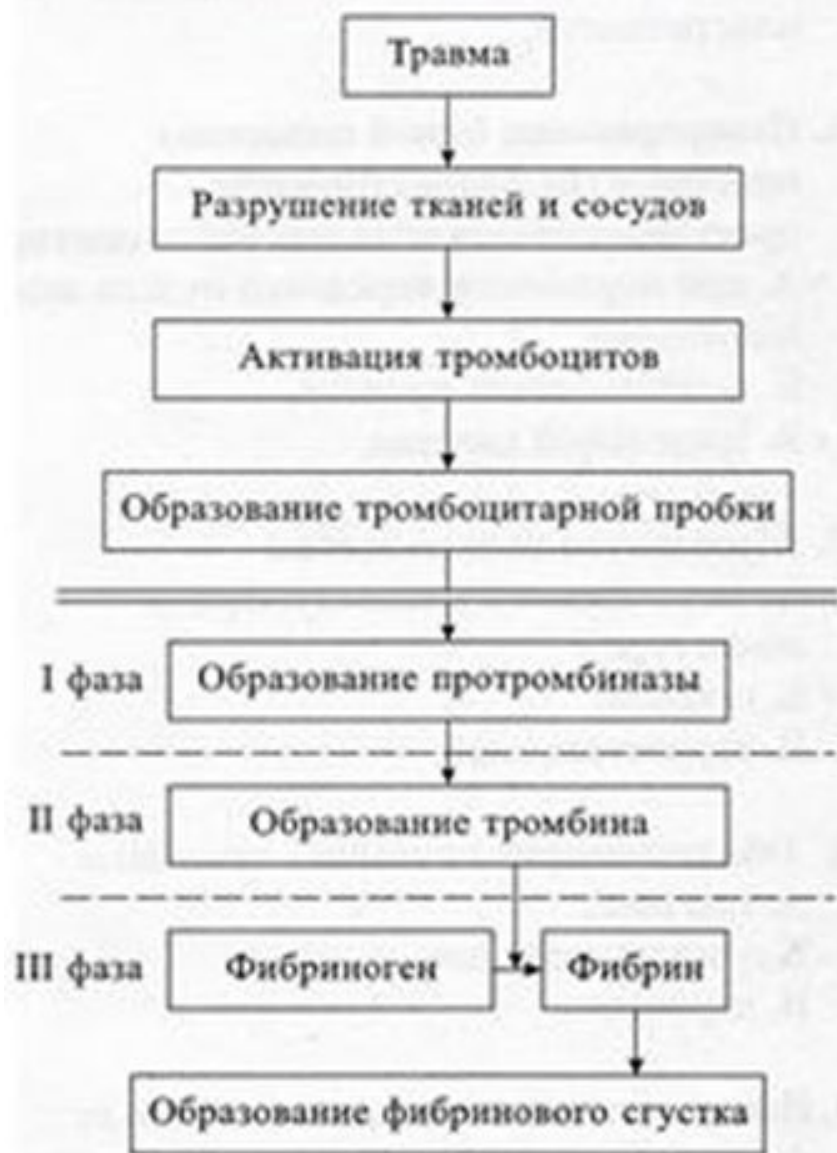 Травма
Разрушение тканей и сосудов
Активация тромбоцитов
Образование тромбоцитарной пробки
I фаза Образование протромбиназы
II фаза Образование тромбина
III фаза Фибриноген Фибрин
Образование фибринового сгустка